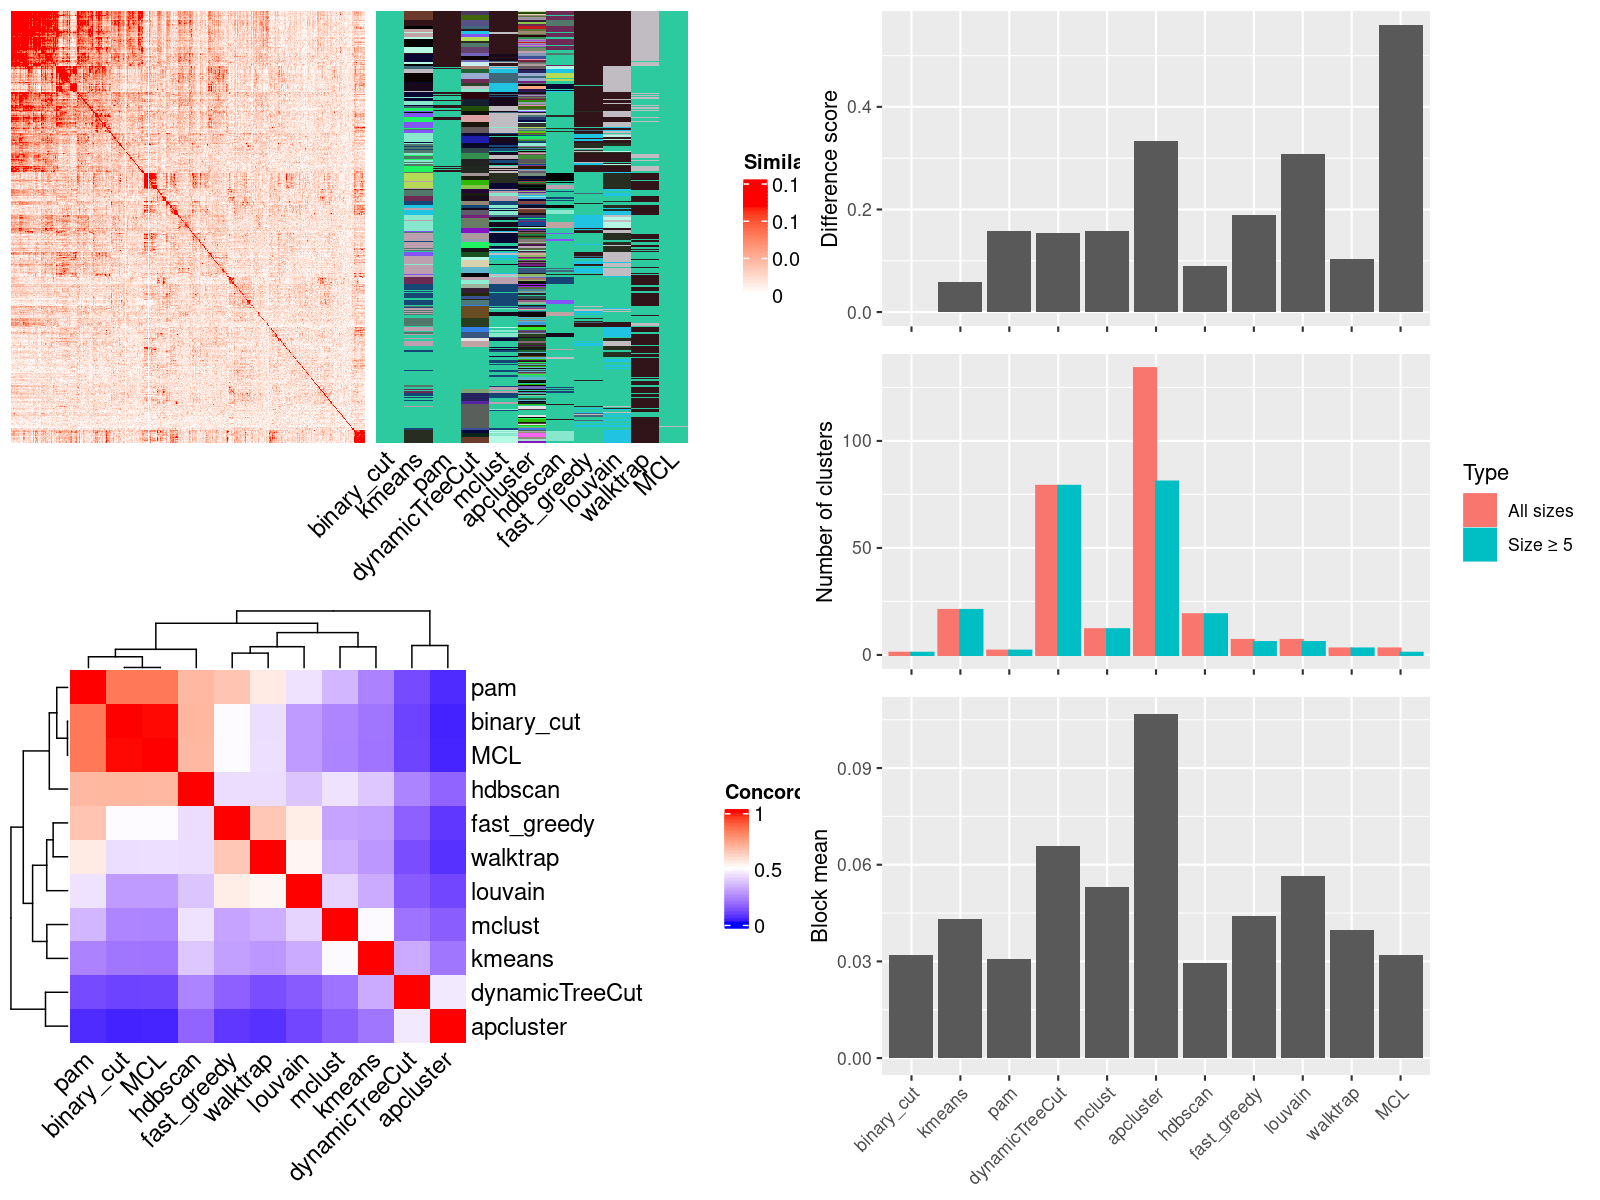 Simila
0.1
0.1
0.0
0
binary_cut
kmeans
pam
dynamicTreeCut
mclust
apcluster
hdbscan
fast_greedy
louvain
walktrap
MCL
pam
binary_cut
MCL
hdbscan
fast_greedy
walktrap
louvain
mclust
kmeans
dynamicTreeCut
apcluster
pam
binary_cut
MCL
hdbscan
fast_greedy
walktrap
louvain
mclust
kmeans
dynamicTreeCut
apcluster
Concord
1
0.5
0
Difference score
0.4
0.2
0.0
Number of clusters
100
50
0
Type
All sizes
Size ≥ 5
Block mean
0.09
0.06
0.03
0.00
binary_cut
kmeans
pam
dynamicTreeCut
mclust
apcluster
hdbscan
fast_greedy
louvain
walktrap
MCL